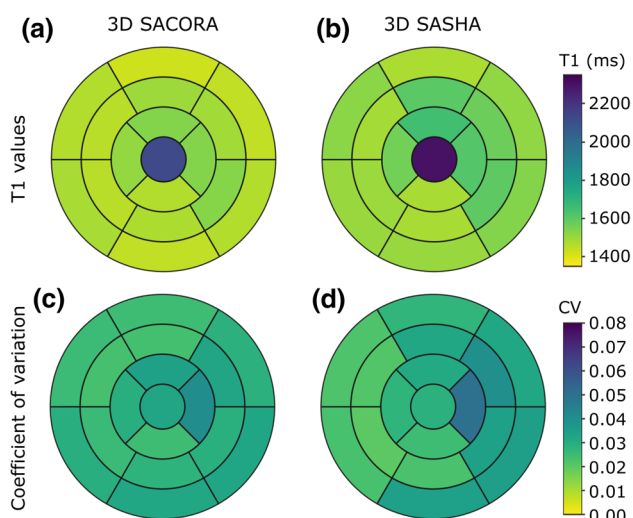 3D SACORA
3D SASHA
(a)
(b)
T1 (ms)
2200
2000
1800
1600
1400
T1 values
(c)
(d)
CV
0.08
0.07
0.06
0.05
0.04
0.03
0.02
0.01
0.00
Coefficient of variation